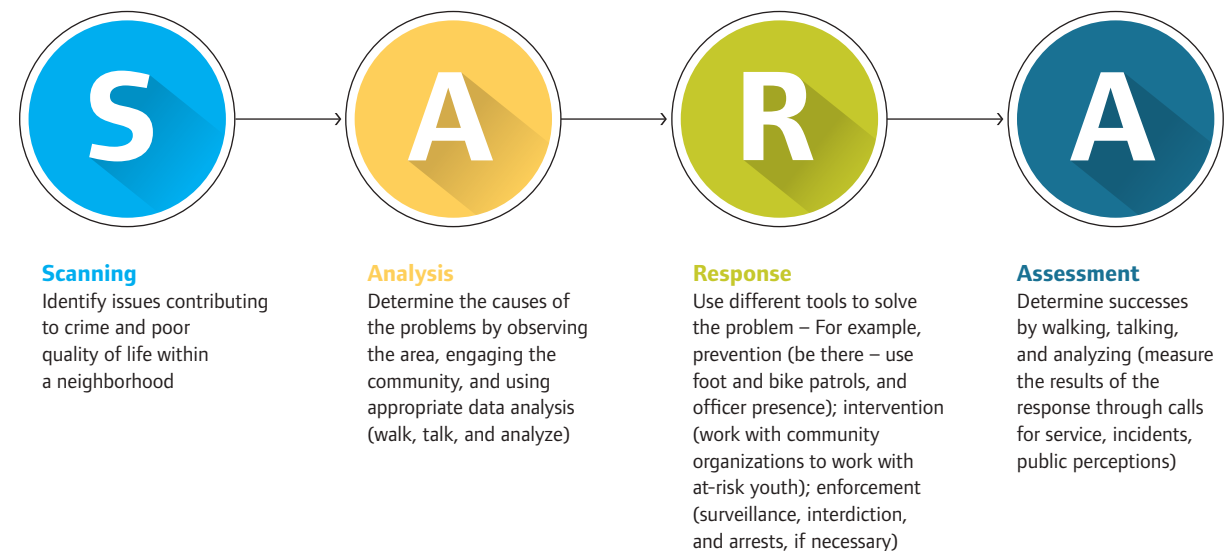 S
A
R
A
Scanning
Identify issues contributing
to crime and poor
quality of life within
a neighborhood
Analysis
Determine the causes of
the problems by observing
the area, engaging the
community, and using
appropriate data analysis
(walk, talk, and analyze)
Response
Use different tools to solve
the problem – For example,
prevention (be there – use
foot and bike patrols, and
officer presence); intervention
(work with community
organizations to work with
at-risk youth); enforcement
(surveillance, interdiction,
and arrests, if necessary)
Assessment
Determine successes
by walking, talking,
and analyzing (measure
the results of the
response through calls
for service, incidents,
public perceptions)